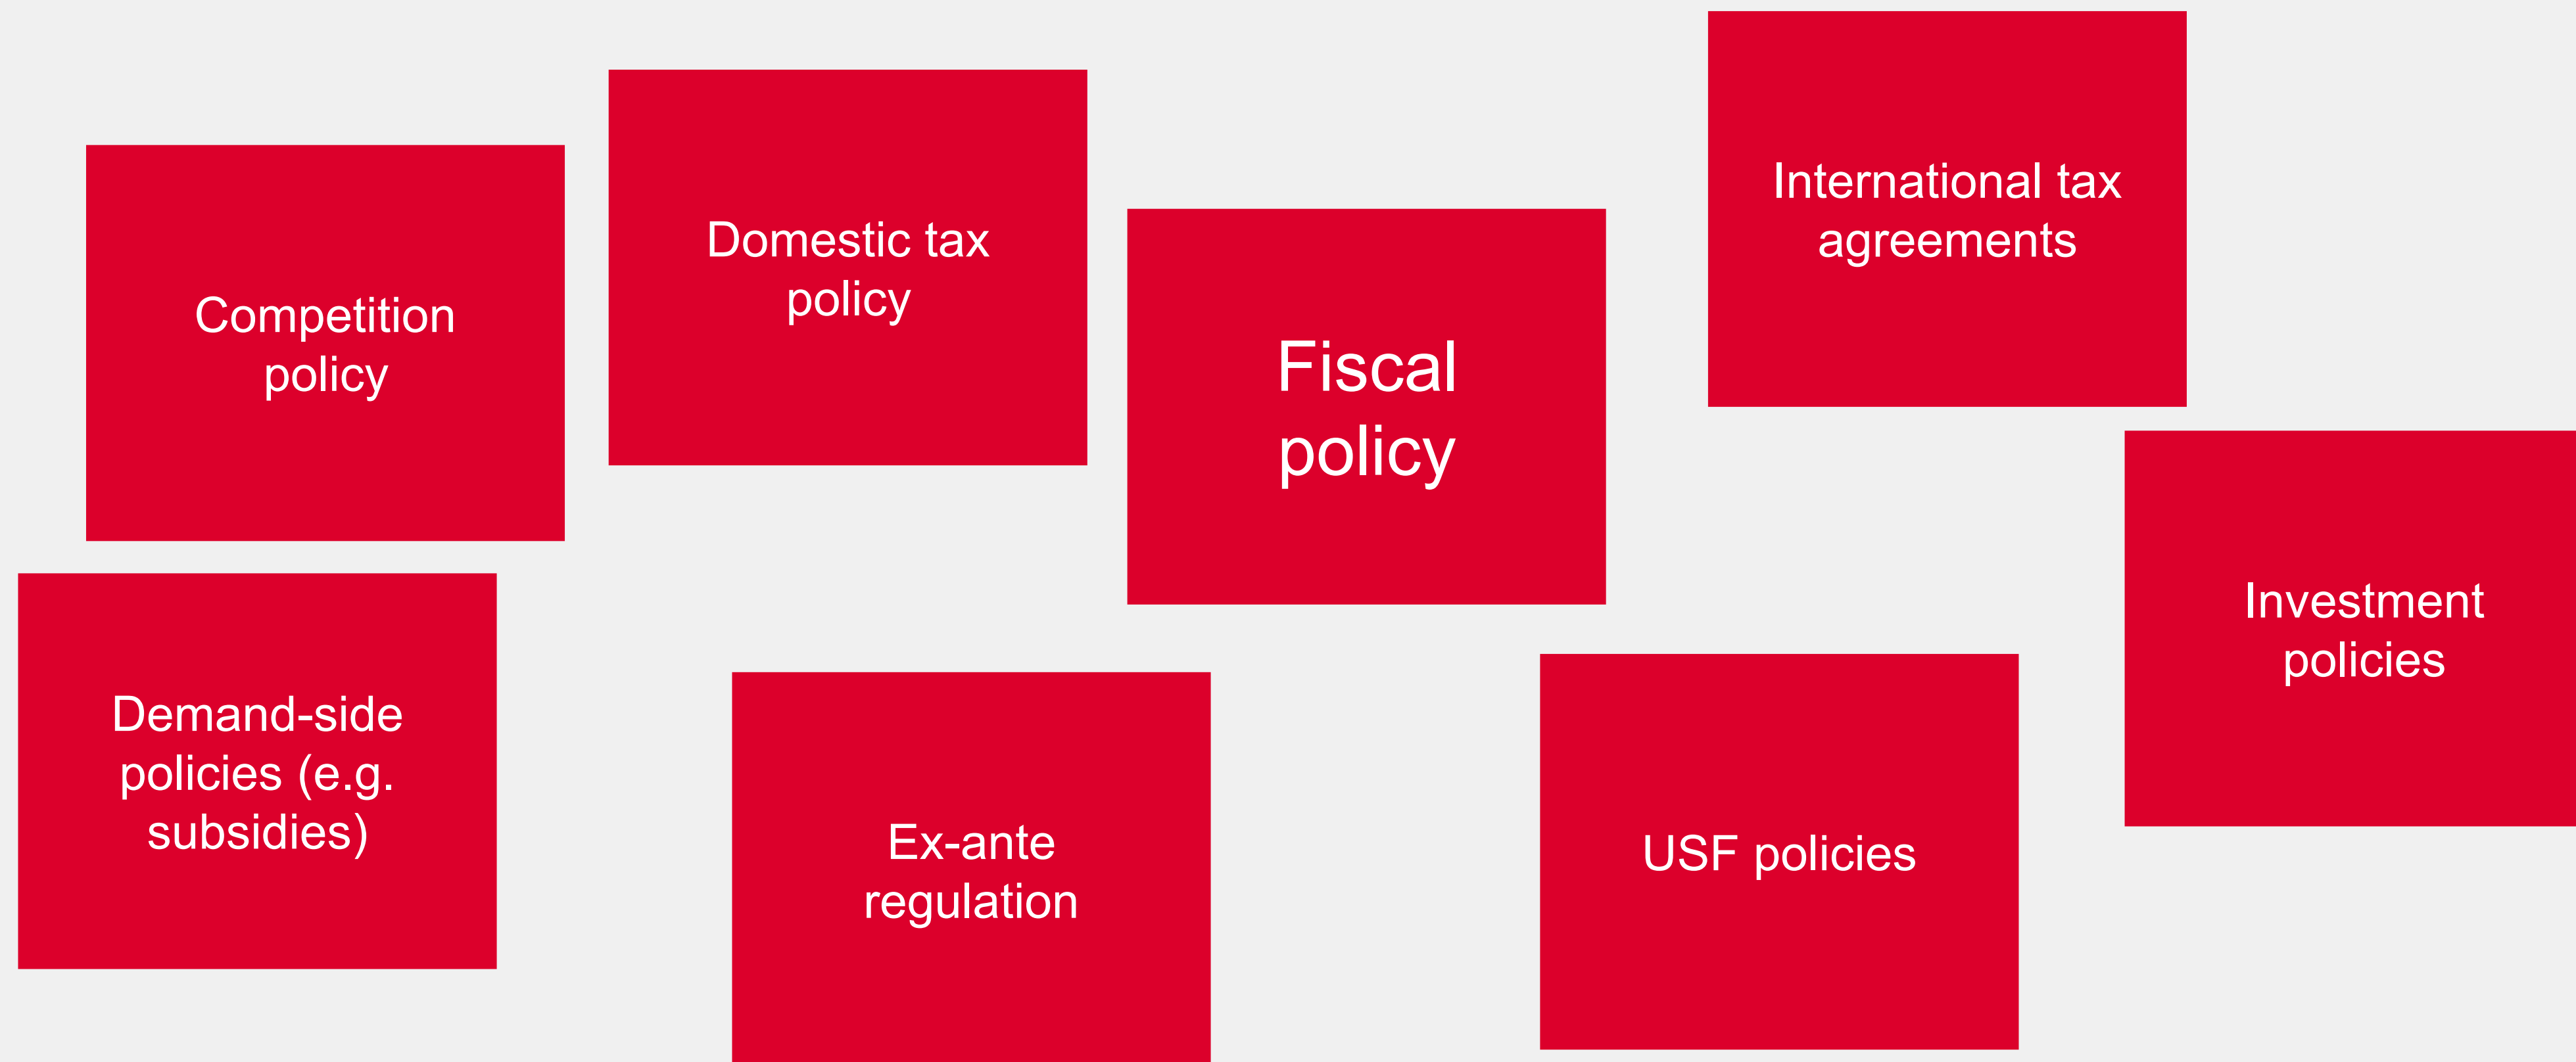 Competition
policy
Domestic tax
policy
Fiscal
policy
International tax
agreements
Investment
policies
Demand-side
policies (e.g.
subsidies)
Ex-ante
regulation
USF policies